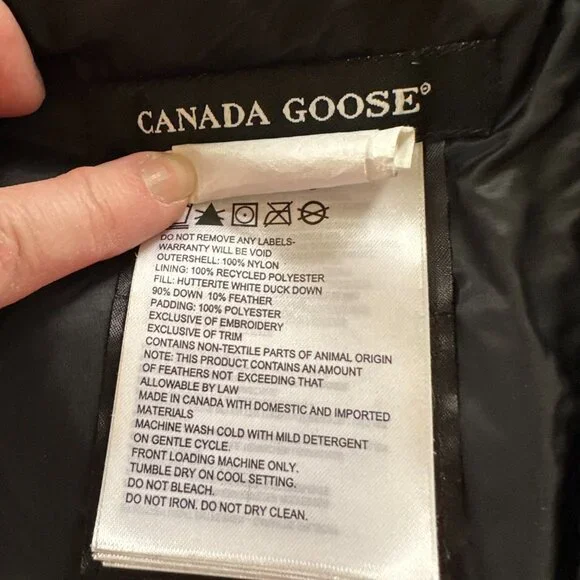 CANADA GOOSE®
DO NOT REMOVE ANY LABELS-
WARRANTY WILL BE VOID
OUTERSHELL: 100% NYLON
LINING: 100% RECYCLED POLYESTER
FILL: HUTTERITE WHITE DUCK DOWN
90% DOWN 10% FEATHER
PADDING: 100% POLYESTER
EXCLUSIVE OF EMBROIDERY
EXCLUSIVE OF TRIM
CONTAINS NON-TEXTILE PARTS OF ANIMAL ORIGIN
NOTE: THIS PRODUCT CONTAINS AN AMOUNT
OF FEATHERS NOT EXCEEDING THAT
ALLOWABLE BY LAW
MADE IN CANADA WITH DOMESTIC AND IMPORTED
MATERIALS
MACHINE WASH COLD WITH MILD DETERGENT
ON GENTLE CYCLE.
FRONT LOADING MACHINE ONLY.
TUMBLE DRY ON COOL SETTING.
DO NOT BLEACH.
DO NOT IRON. DO NOT DRY CLEAN.